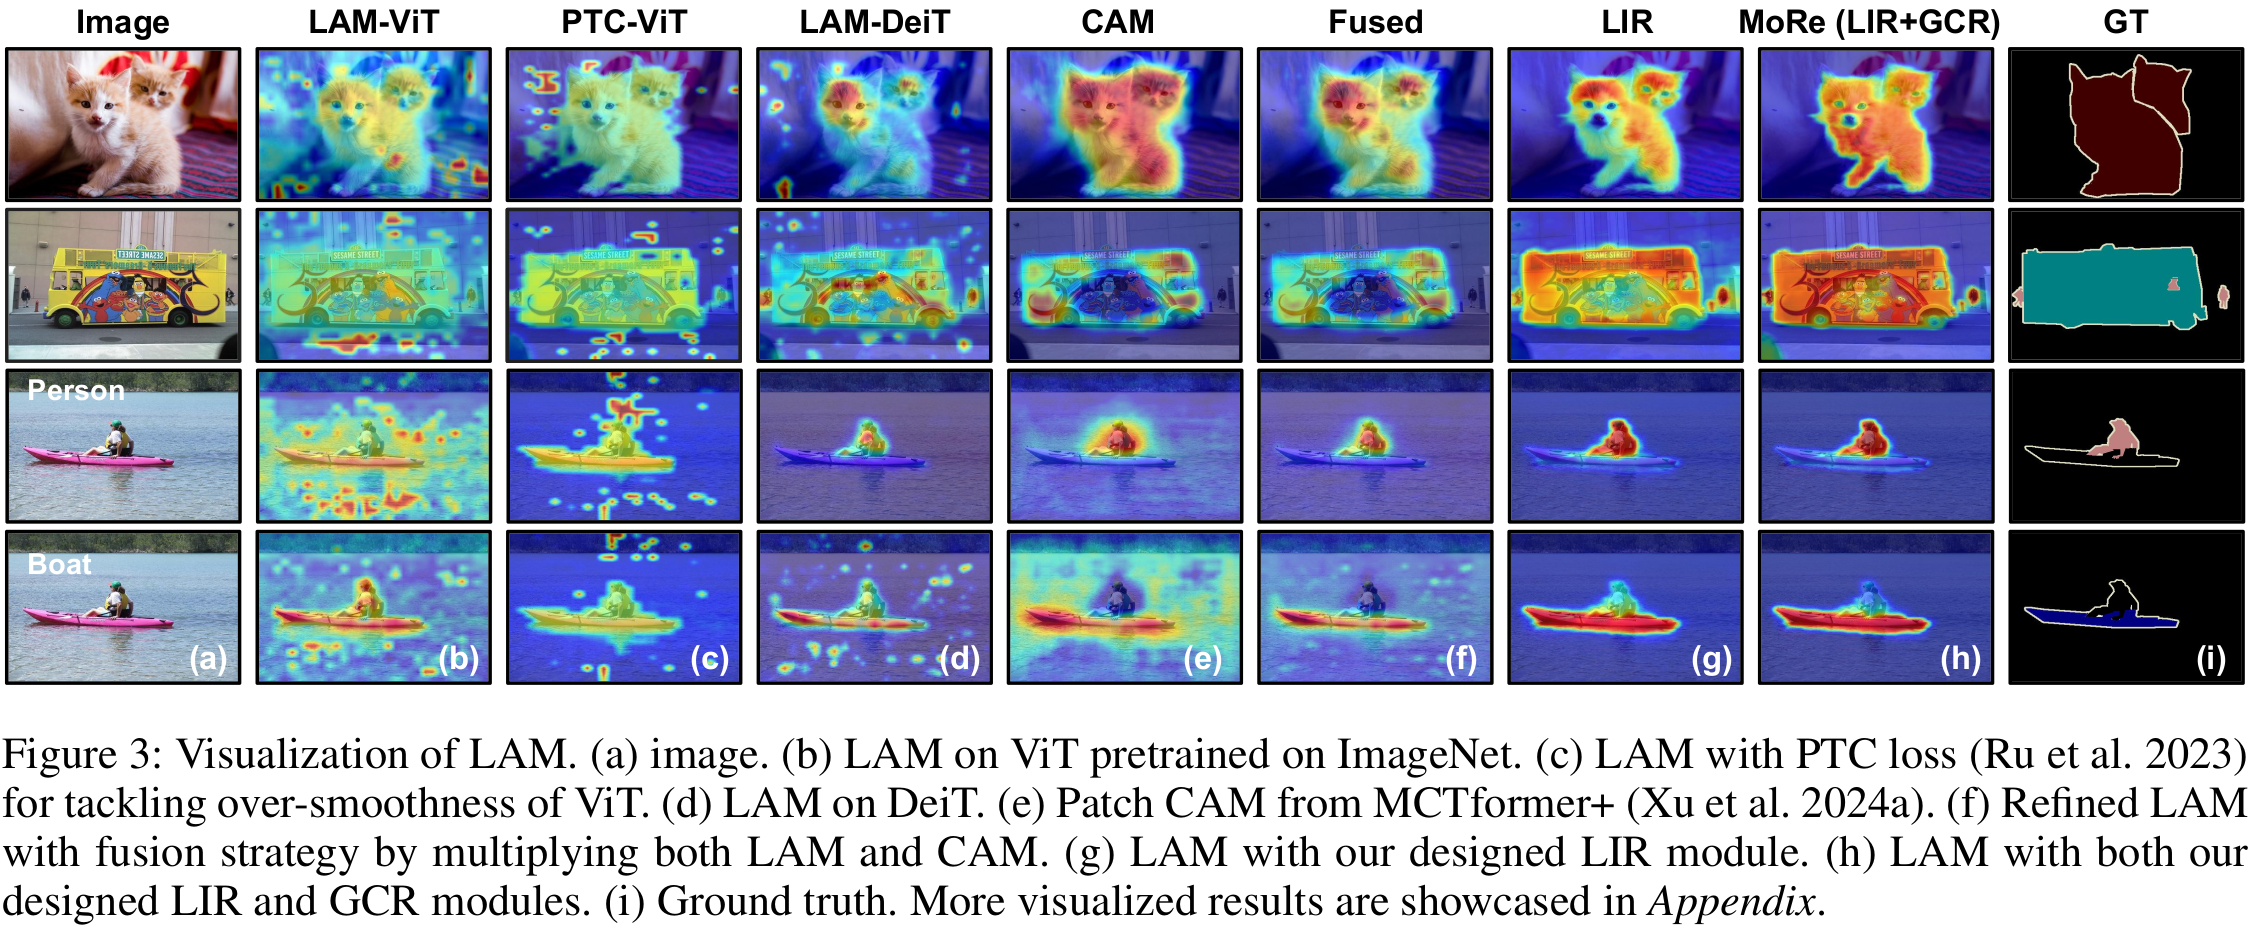 Image LAM-ViT PTC-ViT LAM-DeiT CAM Fused LIR MoRe (LIR+GCR) GT
SESAME STREET
Person
Boat
(a) (b) (c) (d) (e) (f) (g) (h) (i)
Figure 3: Visualization of LAM. (a) image. (b) LAM on ViT pretrained on ImageNet. (c) LAM with PTC loss (Ru et al. 2023)
for tackling over-smoothness of ViT. (d) LAM on DeiT. (e) Patch CAM from MCTformer+ (Xu et al. 2024a). (f) Refined LAM
with fusion strategy by multiplying both LAM and CAM. (g) LAM with our designed LIR module. (h) LAM with both our
designed LIR and GCR modules. (i) Ground truth. More visualized results are showcased in Appendix.